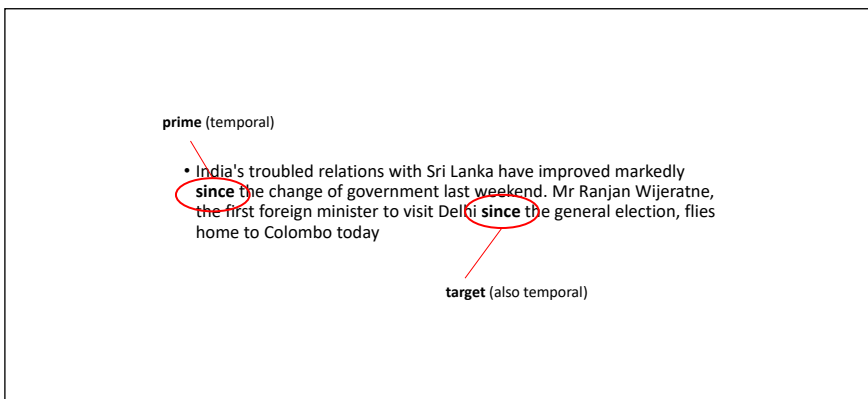 prime (temporal)
• India's troubled relations with Sri Lanka have improved markedly
since the change of government last weekend. Mr Ranjan Wijeratne,
the first foreign minister to visit Delhi since the general election, flies
home to Colombo today
target (also temporal)